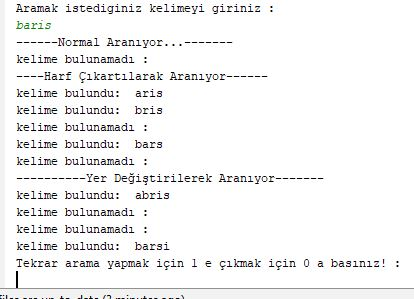 Aramak istediginiz kelimeyi giriniz :
baris
------Normal Aranıyor...-------
kelime bulunamadı :
----Harf Çıkartılarak Aranıyor------
kelime bulundu:  aris
kelime bulundu:  bris
kelime bulunamadı :
kelime bulundu:  bars
kelime bulunamadı :
----------Yer Değiştirilerek Aranıyor-------
kelime bulundu:  abris
kelime bulunamadı :
kelime bulunamadı :
kelime bulundu:  barsi
Tekrar arama yapmak için 1 e çıkmak için 0 a basınız! :
files are up-to-date (2 minutes ago)